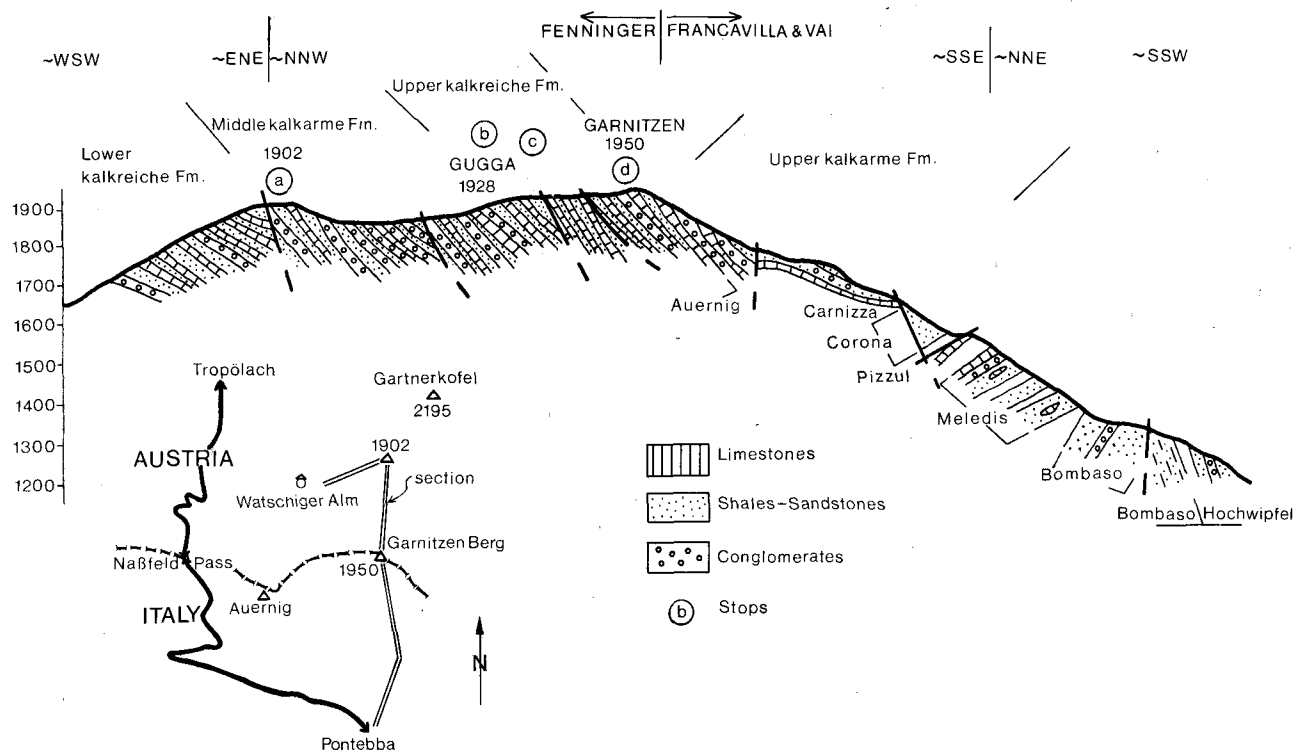 FENNINGER FRANCAVILLA & VAI
~WSW ~ENE ~NNW ~SSE ~NNE ~SSW
Upper kalkreiche Fm.
Middle kalkarme Fm.
GARNITZEN
1950
d
b
c
GUGGA
1928
1902
a
Lower
kalkreiche Fm.
Upper kalkarme Fm.
1900
1800
1700
1600
1500
1400
1300
1200
Auernig
Carnizza
Corona
Pizzul
Meledis
Bombaso
Bombaso Hochwipfel
Tropölach
Gartnerkofel
2195
AUSTRIA
1902
section
Watschiger Alm
Garnitzen Berg
1950
Naßfeld Pass
Auernig
ITALY
N
Pontebba
Limestones
Shales-Sandstones
Conglomerates
b Stops